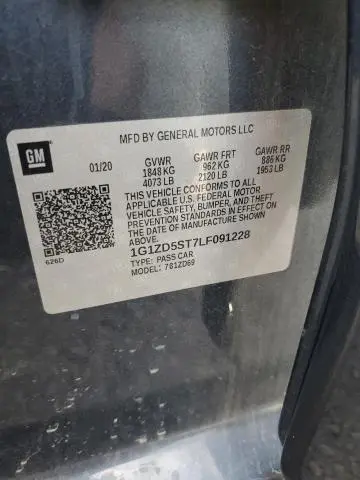 MFD BY GENERAL MOTORS LLC
GM
01/20
GVWR
1848 KG
4073 LB
GAWR FRT
962 KG
2120 LB
GAWR RR
886 KG
1953 LB
THIS VEHICLE CONFORMS TO ALL
APPLICABLE U.S. FEDERAL MOTOR
VEHICLE SAFETY, BUMPER, AND THEFT
PREVENTION STANDARDS IN EFFECT ON
THE DATE OF MANUFACTURE SHOWN
ABOVE.
1G1ZD5ST7LF091228
TYPE: PASS CAR
MODEL: 781ZD69
626D